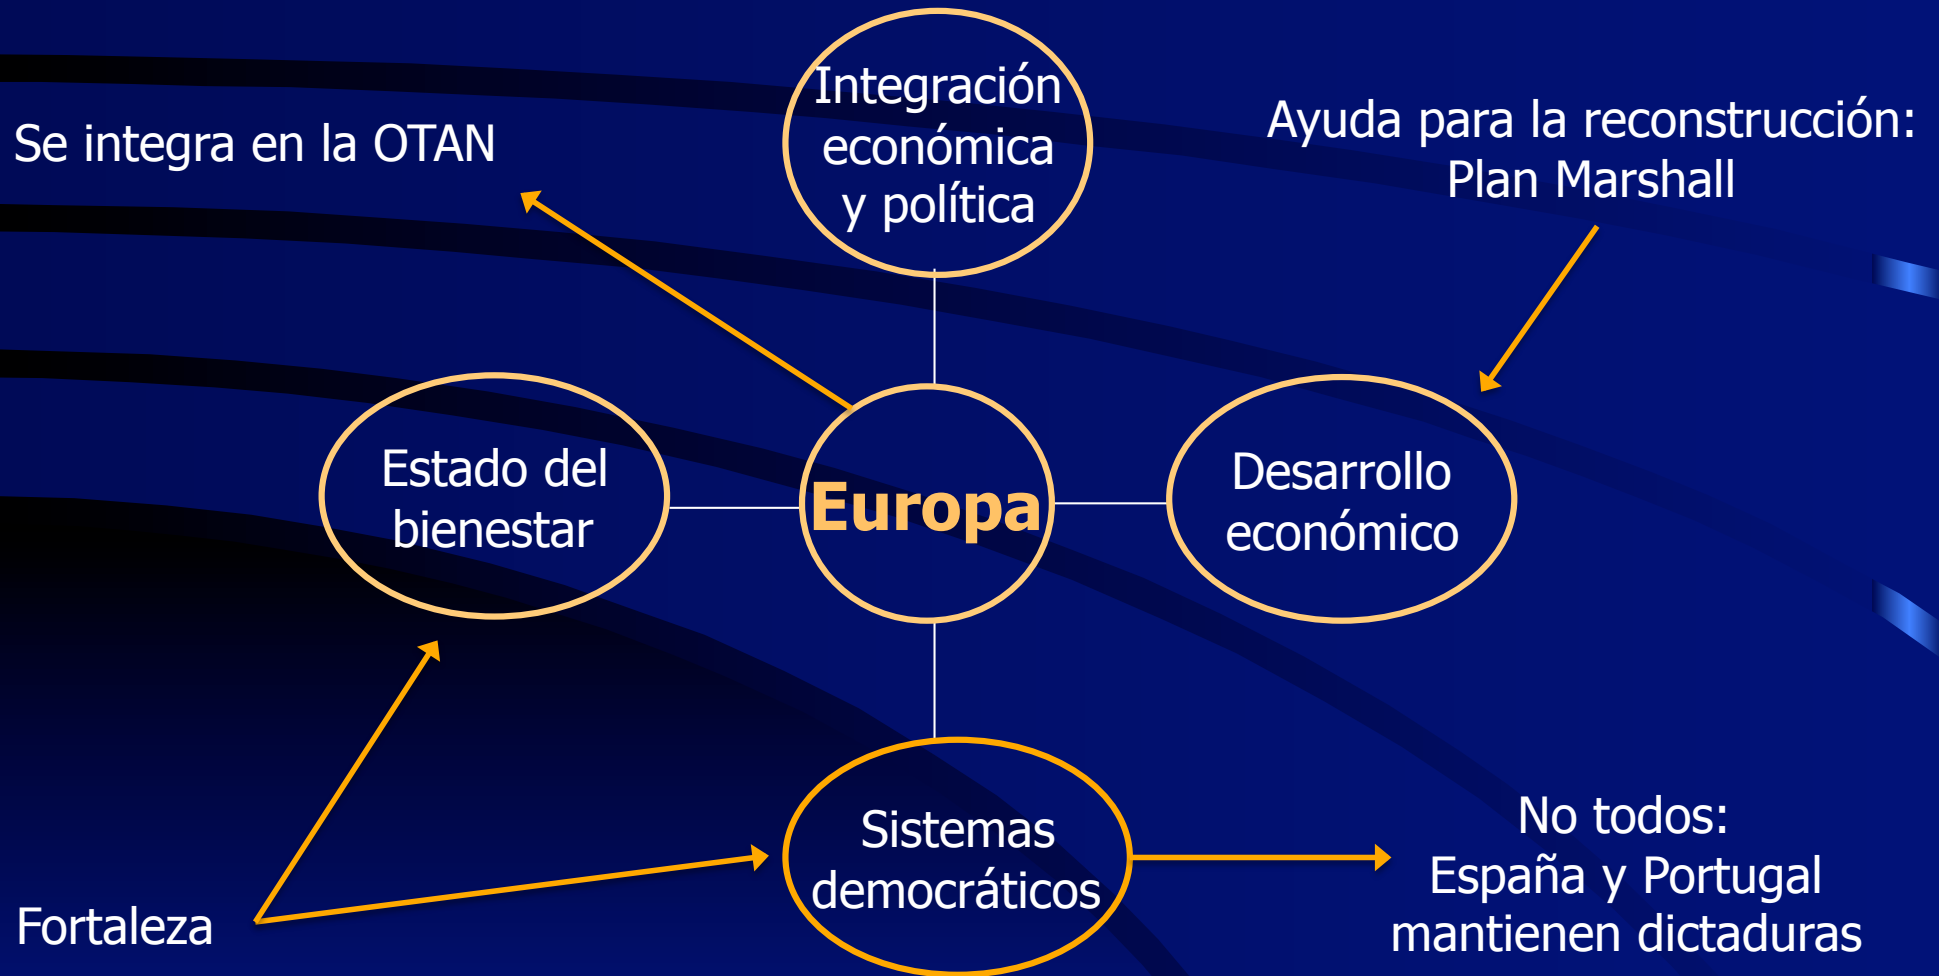 Integración
económica
y política
Se integra en la OTAN
Ayuda para la reconstrucción:
Plan Marshall
Estado del
bienestar
Europa
Desarrollo
económico
Sistemas
democráticos
No todos:
España y Portugal
mantienen dictaduras
Fortaleza